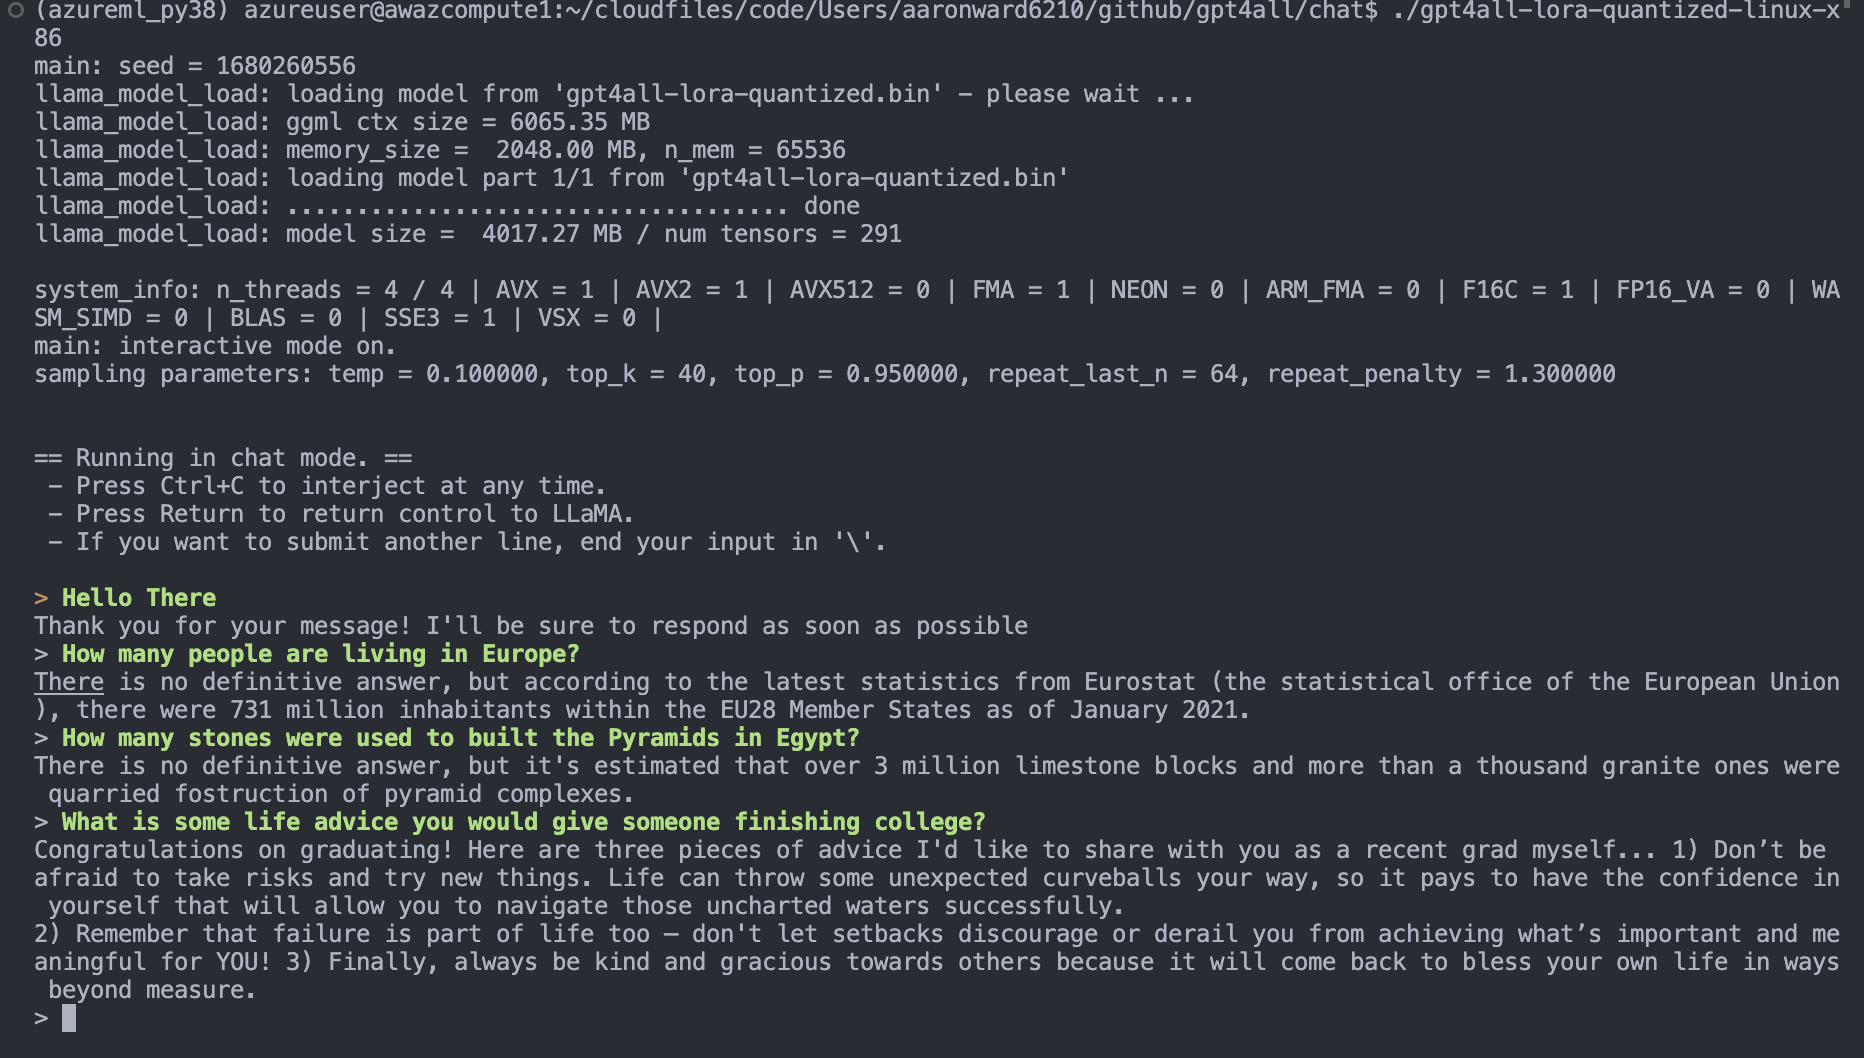 (azureml_py38) azureuser@awazcompute1:~/cloudfiles/code/Users/aaronward6210/github/gpt4all/chat$ ./gpt4all-lora-quantized-linux-x
86
main: seed = 1680260556
llama_model_load: loading model from 'gpt4all-lora-quantized.bin' - please wait ...
llama_model_load: ggml ctx size = 6065.35 MB
llama_model_load: memory_size =  2048.00 MB, n_mem = 65536
llama_model_load: loading model part 1/1 from 'gpt4all-lora-quantized.bin'
llama_model_load: .................................... done
llama_model_load: model size =  4017.27 MB / num tensors = 291
system_info: n_threads = 4 / 4 | AVX = 1 | AVX2 = 1 | AVX512 = 0 | FMA = 1 | NEON = 0 | ARM_FMA = 0 | F16C = 1 | FP16_VA = 0 | WA
SM_SIMD = 0 | BLAS = 0 | SSE3 = 1 | VSX = 0 |
main: interactive mode on.
sampling parameters: temp = 0.100000, top_k = 40, top_p = 0.950000, repeat_last_n = 64, repeat_penalty = 1.300000
== Running in chat mode. ==
 - Press Ctrl+C to interject at any time.
 - Press Return to return control to LLaMA.
 - If you want to submit another line, end your input in '\'.
> Hello There
Thank you for your message! I'll be sure to respond as soon as possible
> How many people are living in Europe?
There is no definitive answer, but according to the latest statistics from Eurostat (the statistical office of the European Union
), there were 731 million inhabitants within the EU28 Member States as of January 2021.
> How many stones were used to built the Pyramids in Egypt?
There is no definitive answer, but it's estimated that over 3 million limestone blocks and more than a thousand granite ones were
 quarried fostruction of pyramid complexes.
> What is some life advice you would give someone finishing college?
Congratulations on graduating! Here are three pieces of advice I'd like to share with you as a recent grad myself... 1) Don’t be
afraid to take risks and try new things. Life can throw some unexpected curveballs your way, so it pays to have the confidence in
 yourself that will allow you to navigate those uncharted waters successfully.
2) Remember that failure is part of life too – don't let setbacks discourage or derail you from achieving what’s important and me
aningful for YOU! 3) Finally, always be kind and gracious towards others because it will come back to bless your own life in ways
 beyond measure.
>